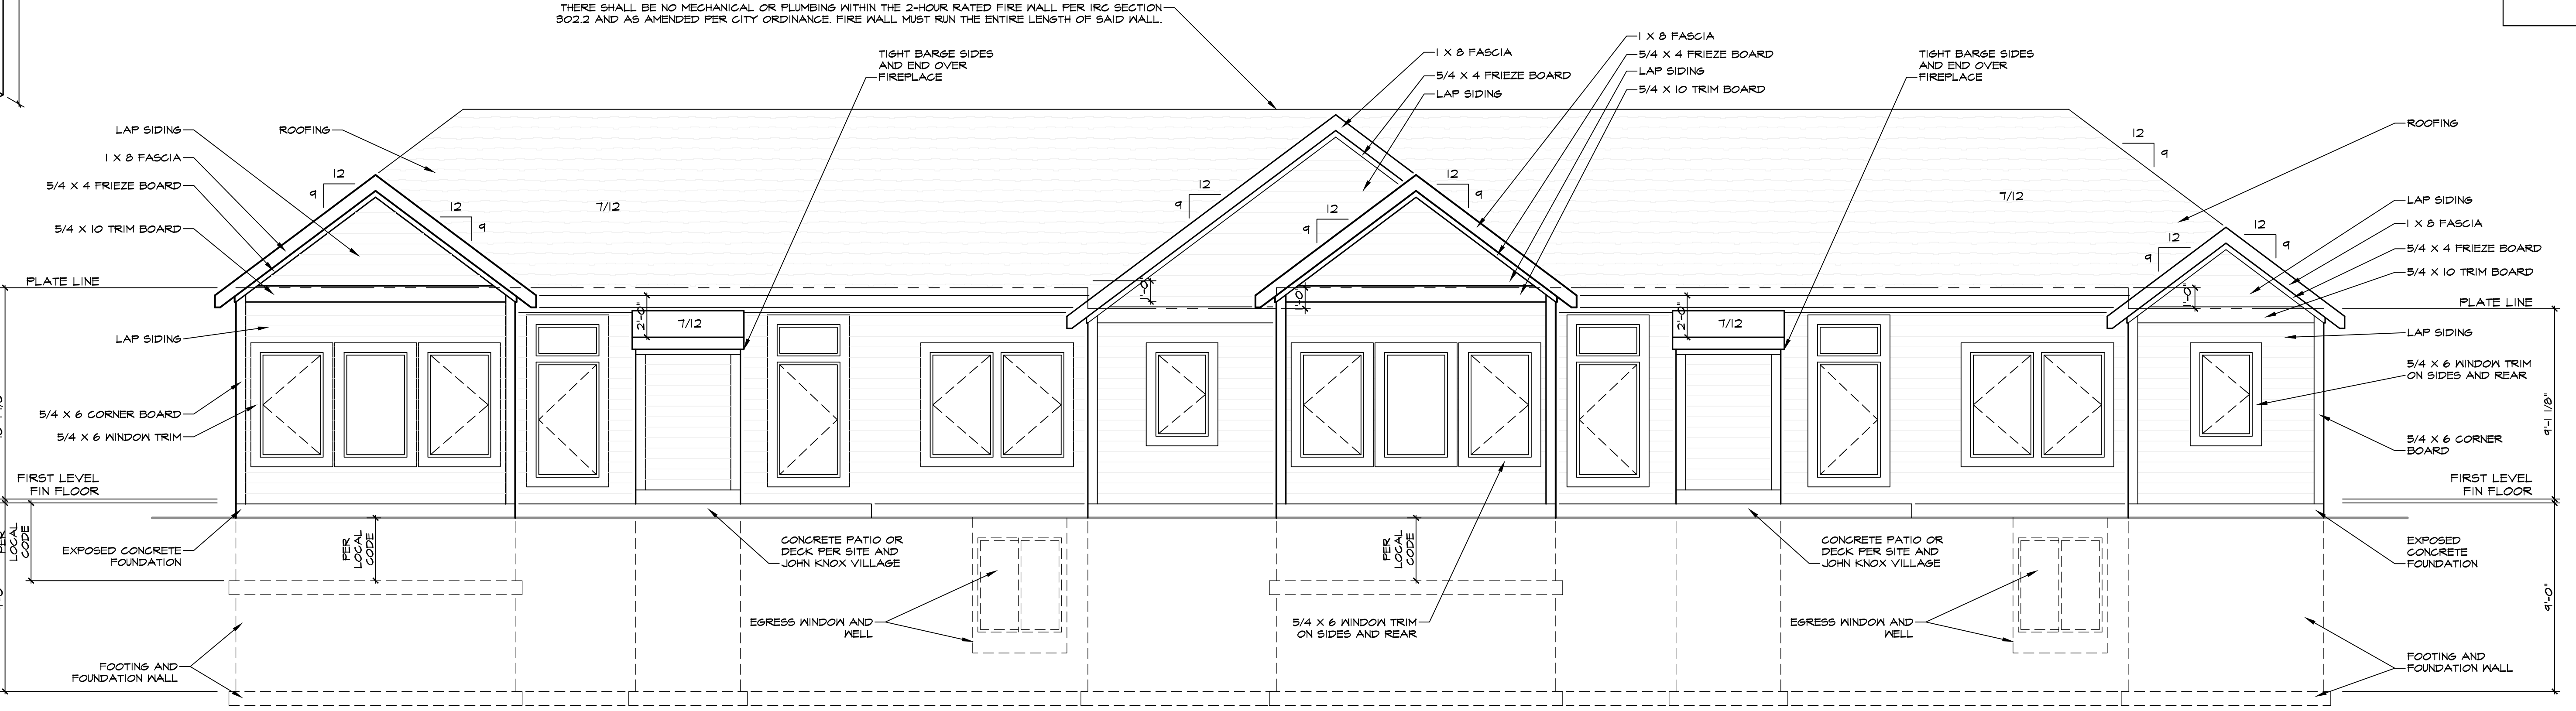 THERE SHALL BE NO MECHANICAL OR PLUMBING WITHIN THE 2-HOUR RATED FIRE WALL PER IRC SECTION
302.2 AND AS AMENDED PER CITY ORDINANCE. FIRE WALL MUST RUN THE ENTIRE LENGTH OF SAID WALL.
TIGHT BARGE SIDES
AND END OVER
FIREPLACE
1 X 8 FASCIA
5/4 X 4 FRIEZE BOARD
LAP SIDING
1 X 8 FASCIA
5/4 X 4 FRIEZE BOARD
LAP SIDING
5/4 X 10 TRIM BOARD
TIGHT BARGE SIDES
AND END OVER
FIREPLACE
LAP SIDING
ROOFING
1 X 8 FASCIA
5/4 X 4 FRIEZE BOARD
5/4 X 10 TRIM BOARD
PLATE LINE
LAP SIDING
5/4 X 6 CORNER BOARD
5/4 X 6 WINDOW TRIM
FIRST LEVEL
FIN FLOOR
12
9
12
9
7/12
12
9
12
9
12
9
7/12
12
9
12
9
12
9
ROOFING
LAP SIDING
1 X 8 FASCIA
5/4 X 4 FRIEZE BOARD
5/4 X 10 TRIM BOARD
PLATE LINE
LAP SIDING
5/4 X 6 WINDOW TRIM
ON SIDES AND REAR
9'-1 1/8"
5/4 X 6 CORNER
BOARD
FIRST LEVEL
FIN FLOOR
2'-0"
7/12
1'-0"
1'-0"
2'-0"
7/12
1'-0"
PER
LOCAL
CODE
PER
LOCAL
CODE
EXPOSED CONCRETE
FOUNDATION
PER
LOCAL
CODE
CONCRETE PATIO OR
DECK PER SITE AND
JOHN KNOX VILLAGE
EGRESS WINDOW AND
WELL
PER
LOCAL
CODE
5/4 X 6 WINDOW TRIM
ON SIDES AND REAR
CONCRETE PATIO OR
DECK PER SITE AND
JOHN KNOX VILLAGE
EGRESS WINDOW AND
WELL
EXPOSED
CONCRETE
FOUNDATION
9'-0"
FOOTING AND
FOUNDATION WALL
FOOTING AND
FOUNDATION WALL